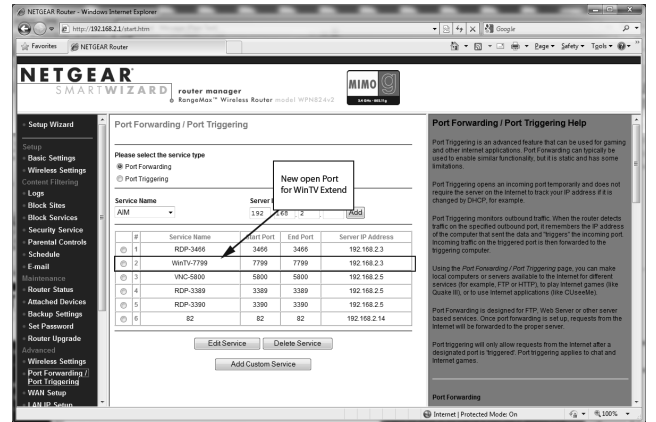 NETGEAR Router - Windows Internet Explorer
http://192.168.2.1/start.htm
Google
Favorites
NETGEAR Router
Page
Safety
Tools
NETGEAR®
SMARTWIZARD
router manager
RangeMax™ Wireless Router model WPN824v2
MIMO G
2.4 GHz - 802.11 g
Setup Wizard
Setup
Basic Settings
Wireless Settings
Content Filtering
Logs
Block Sites
Block Services
Security Service
Parental Controls
Schedule
E-mail
Maintenance
Router Status
Attached Devices
Backup Settings
Set Password
Router Upgrade
Advanced
Wireless Settings
Port Forwarding /
Port Triggering
WAN Setup
LAN IP Setup
Port Forwarding / Port Triggering
Please select the service type
Port Forwarding
Port Triggering
New open Port
for WinTV Extend
Service Name
Server
AIM
192 . 168 . 2 .
Add
# Service Name Start Port End Port Server IP Address
1 RDP-3466 3466 3466 192.168.2.3
2 WinTV-7799 7799 7799 192.168.2.3
3 VNC-5800 5800 5800 192.168.2.5
4 RDP-3389 3389 3389 192.168.2.5
5 RDP-3390 3390 3390 192.168.2.5
6 82 82 82 192.168.2.14
Edit Service
Delete Service
Add Custom Service
Port Forwarding / Port Triggering Help
Port Triggering is an advanced feature that can be used for gaming
and other internet applications. Port Forwarding can typically be
used to enable similar functionality, but it is static and has some
limitations.
Port Triggering opens an incoming port temporarily and does not
require the server on the Internet to track your IP address if it is
changed by DHCP, for example.
Port Triggering monitors outbound traffic. When the router detects
traffic on the specified outbound port, it remembers the IP address
of the computer that sent the data and "triggers" the incoming port.
Incoming traffic on the triggered port is then forwarded to the
triggering computer.
Using the Port Forwarding / Port Triggering page, you can make
local computers or servers available to the Internet for different
services (for example, FTP or HTTP), to play Internet games (like
Quake III), or to use Internet applications (like CUseeMe).
Port Forwarding is designed for FTP, Web Server or other server
based services. Once port forwarding is set up, requests from the
Internet will be forwarded to the proper server.
Port triggering will only allow requests from the Internet after a
designated port is 'triggered'. Port triggering applies to chat and
Internet games.
Port Forwarding
Internet | Protected Mode: On
100%